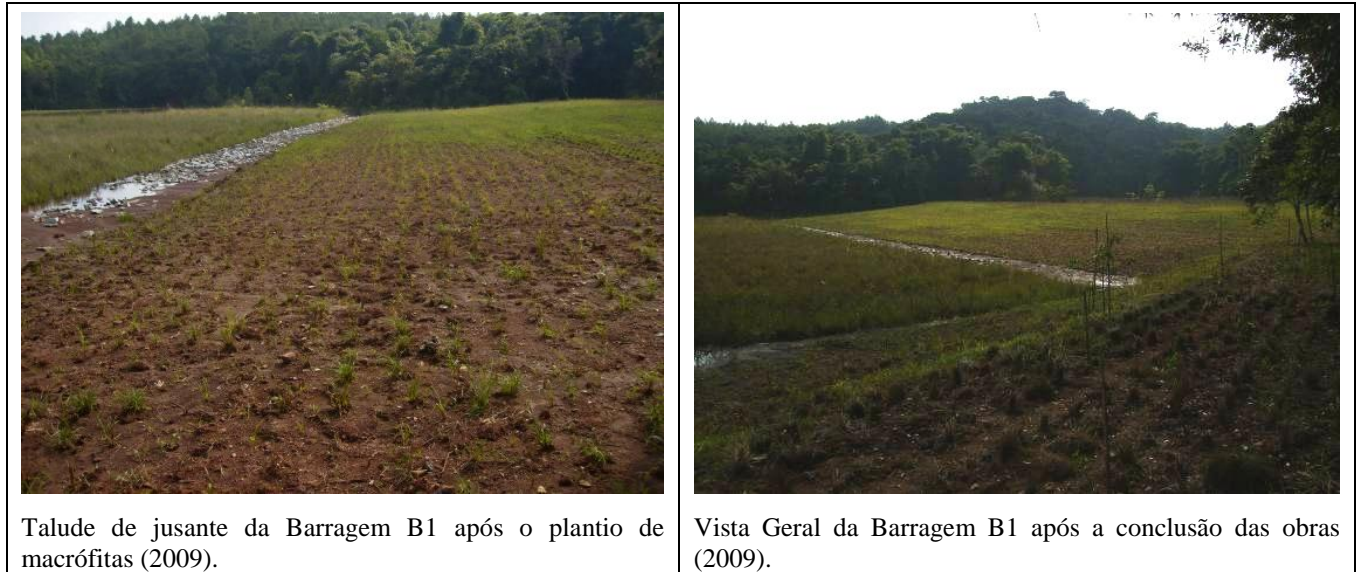 Talude de jusante da Barragem B1 após o plantio de
macrófitas (2009).
Vista Geral da Barragem B1 após a conclusão das obras
(2009).